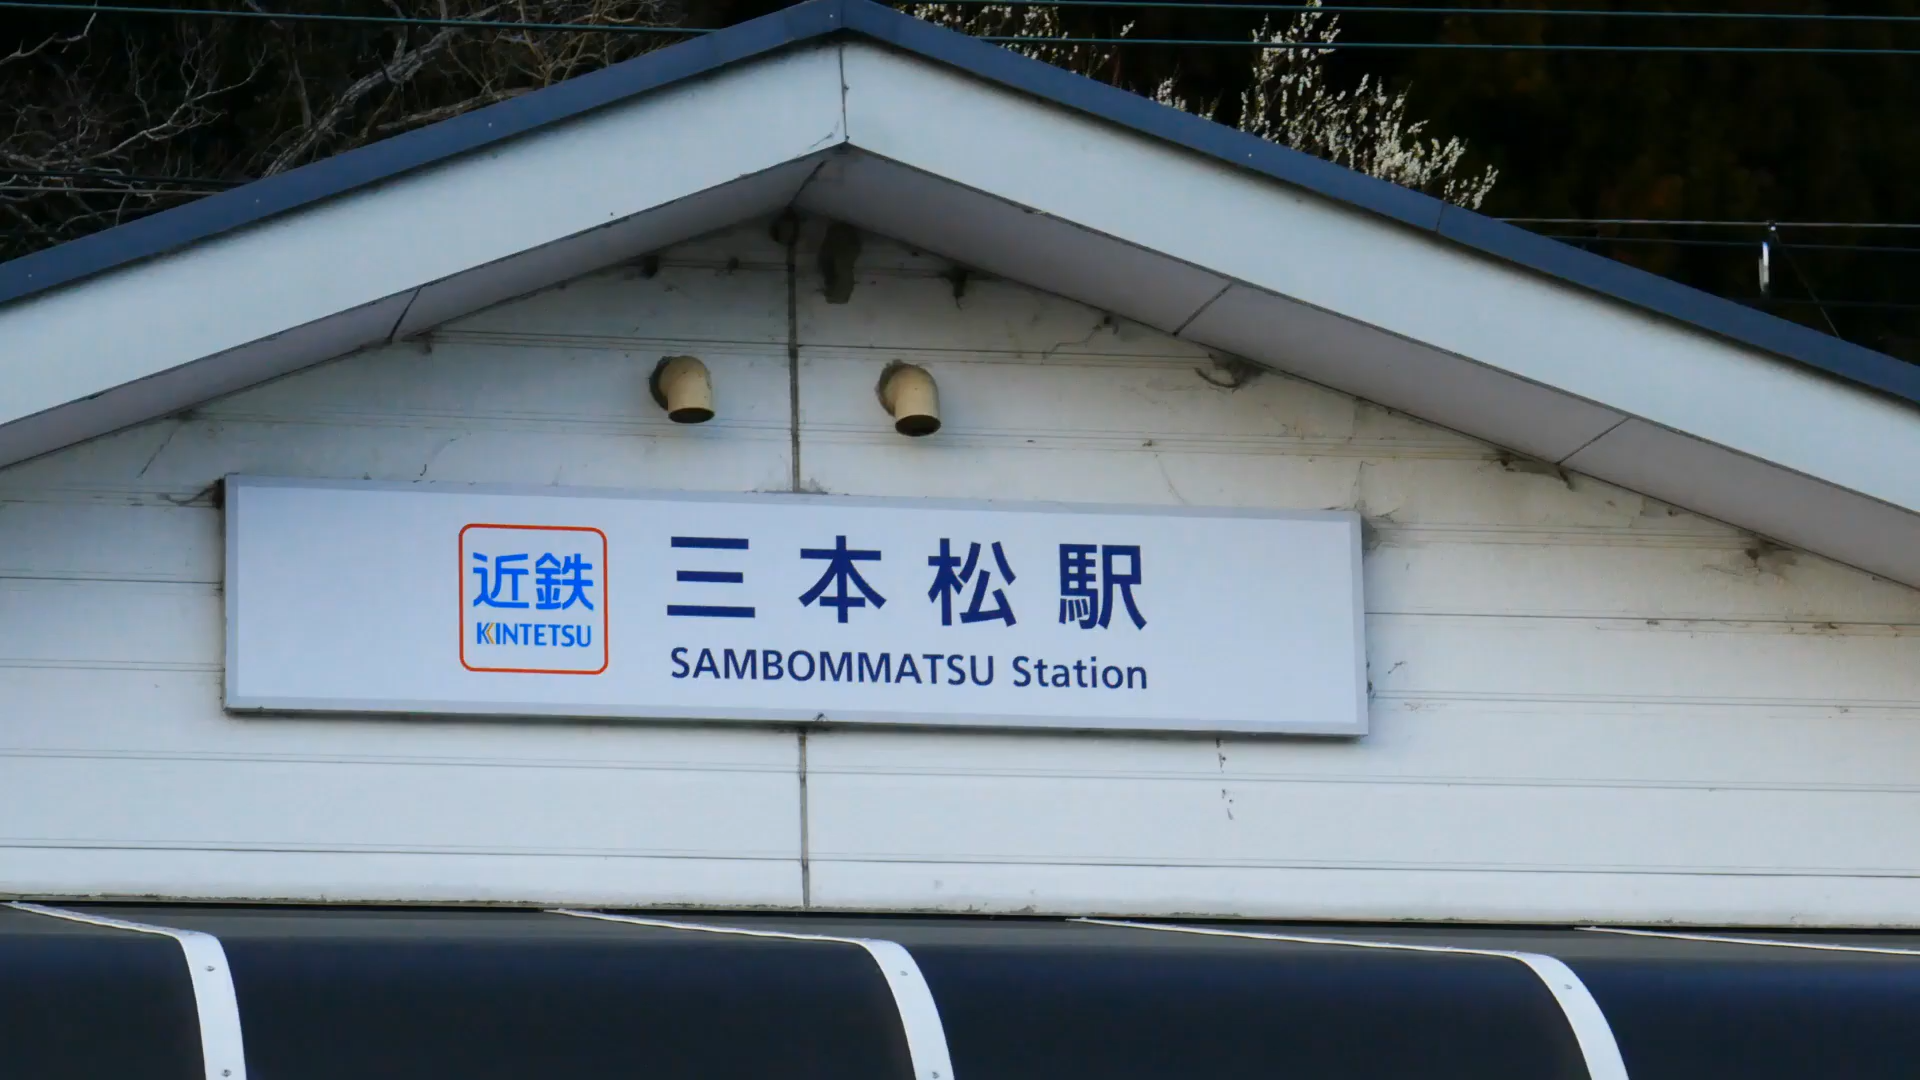 近鉄
KINTETSU
三本松駅
SAMBOMMATSU Station